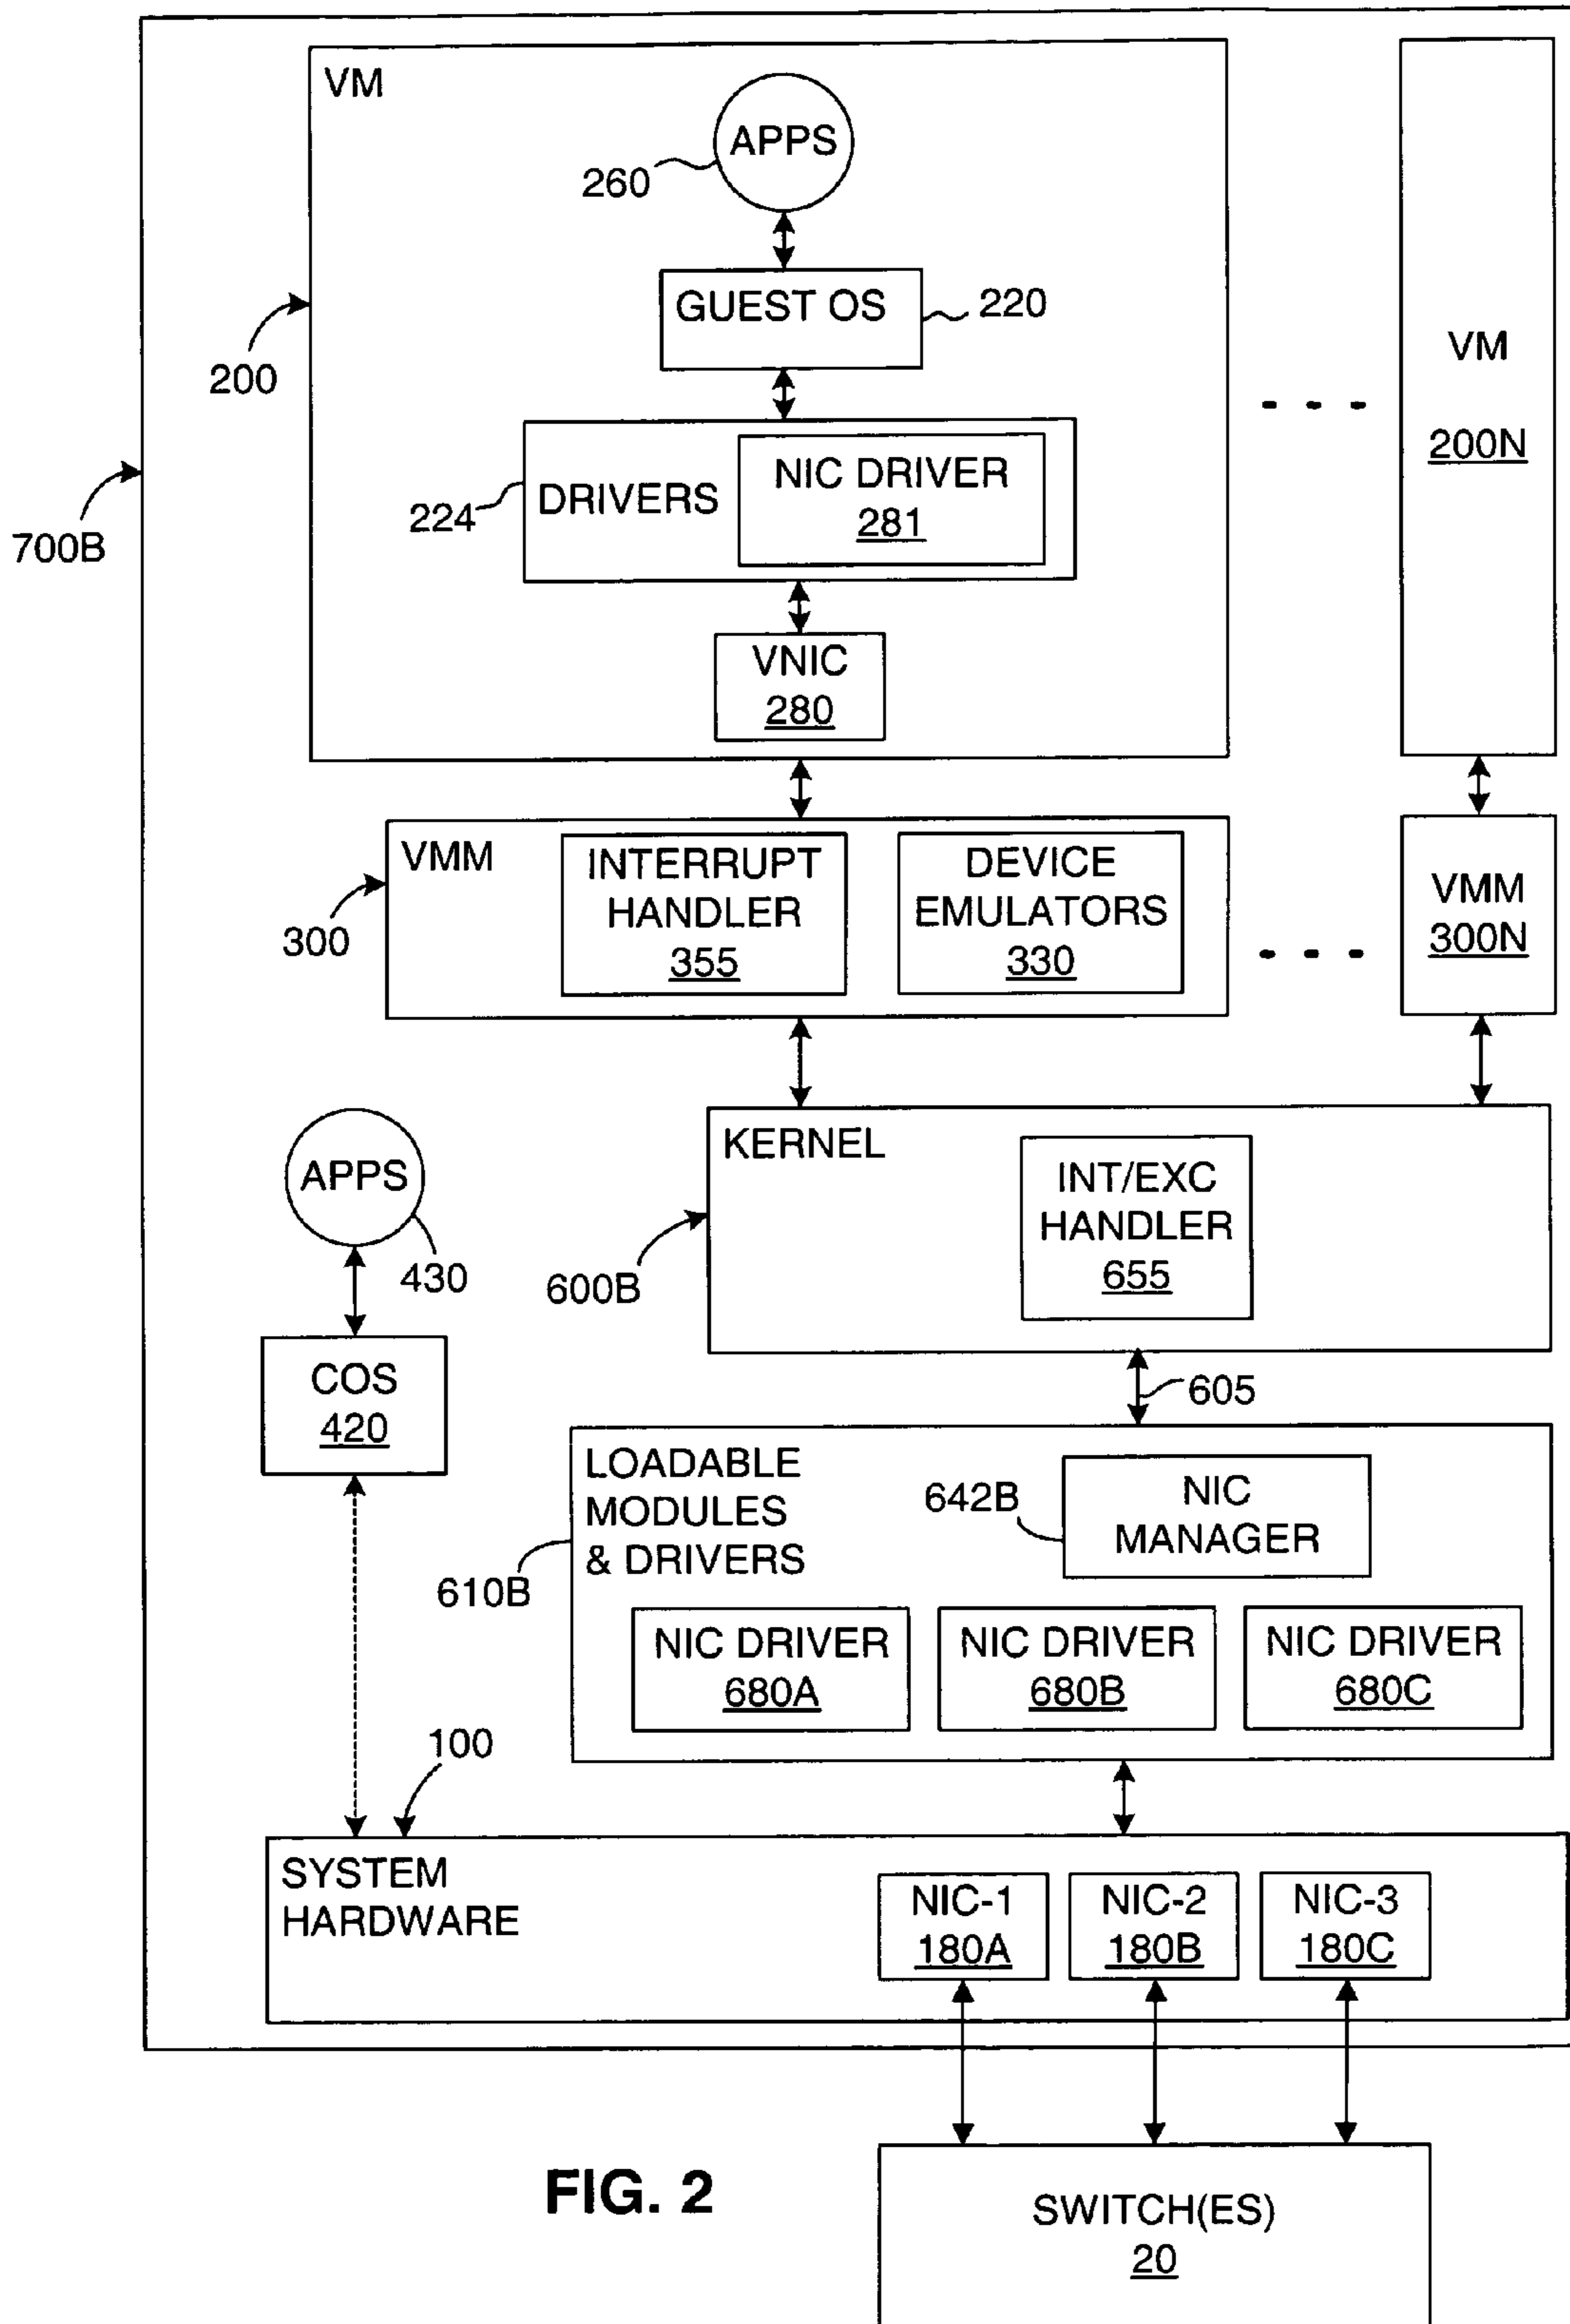 VM
APPS
260
GUEST OS
220
200
VM
200N
DRIVERS
NIC DRIVER
281
224
700B
VNIC
280
VMM
INTERRUPT
HANDLER
355
DEVICE
EMULATORS
330
300
VMM
300N
KERNEL
INT/EXC
HANDLER
655
600B
APPS
430
COS
420
605
LOADABLE
MODULES
& DRIVERS
642B
NIC
MANAGER
610B
NIC DRIVER
680A
NIC DRIVER
680B
NIC DRIVER
680C
100
SYSTEM
HARDWARE
NIC-1
180A
NIC-2
180B
NIC-3
180C
FIG. 2
SWITCH(ES)
20